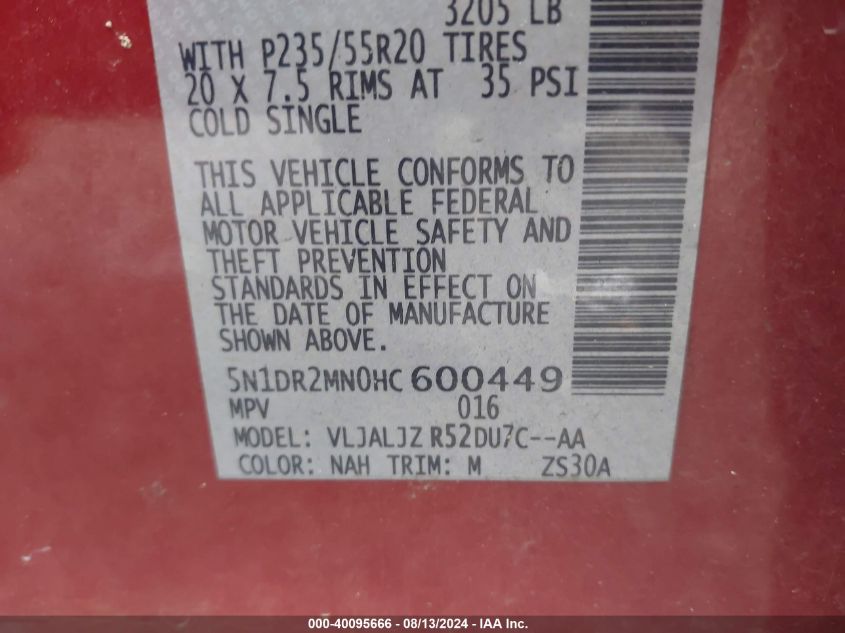 3205 LB
WITH P235/55R20 TIRES
20 X 7.5 RIMS AT 35 PSI
COLD SINGLE
THIS VEHICLE CONFORMS TO
ALL APPLICABLE FEDERAL
MOTOR VEHICLE SAFETY AND
THEFT PREVENTION
STANDARDS IN EFFECT ON
THE DATE OF MANUFACTURE
SHOWN ABOVE.
5N1DR2MN0HC600449
MPV 016
MODEL: VLJALJZ R52DU7C--AA
COLOR: NAH TRIM: M ZS30A
000-40095666 - 08/13/2024 - IAA Inc.